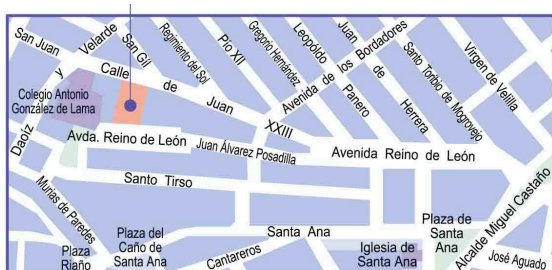 San Juan
Velarde
San Gil
Regimiento del Sol
Pío XII
Gregorio Hernández
Leopoldo
Panero
Juan
de
Herrera
Avenida de los Bordadores
Santo Toribio de Mogrovejo
Virgen de Velilla
Daoíz y
Calle de Juan XXIII
Colegio Antonio
González de Lama
Avda. Reino de León
Juan Álvarez Posadilla
Avenida Reino de León
Santo Tirso
Murias de Paredes
Plaza
Riaño
Plaza del
Caño de
Santa Ana
Santa Ana
Cantareros
Iglesia de
Santa Ana
Plaza de
Santa
Ana
Alcalde Miguel Castaño
José Aguado